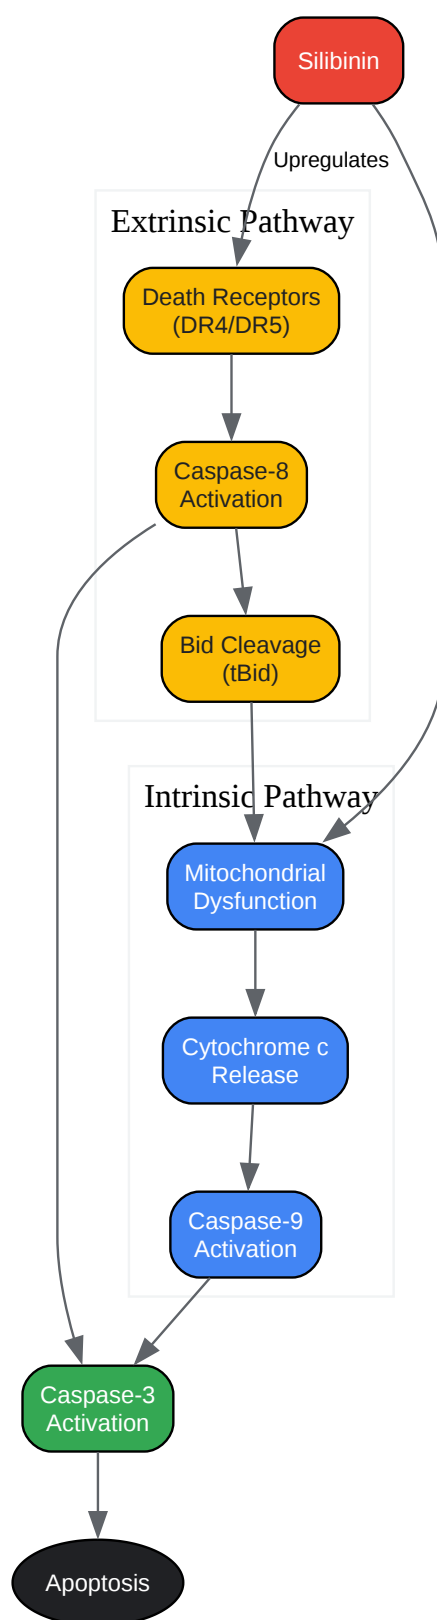 Silibinin
Upregulates
Extrinsic Pathway
Death Receptors
(DR4/DR5)
Caspase-8
Activation
Bid Cleavage
(tBid)
Intrinsic Pathway
Mitochondrial
Dysfunction
Cytochrome c
Release
Caspase-9
Activation
Caspase-3
Activation
Apoptosis